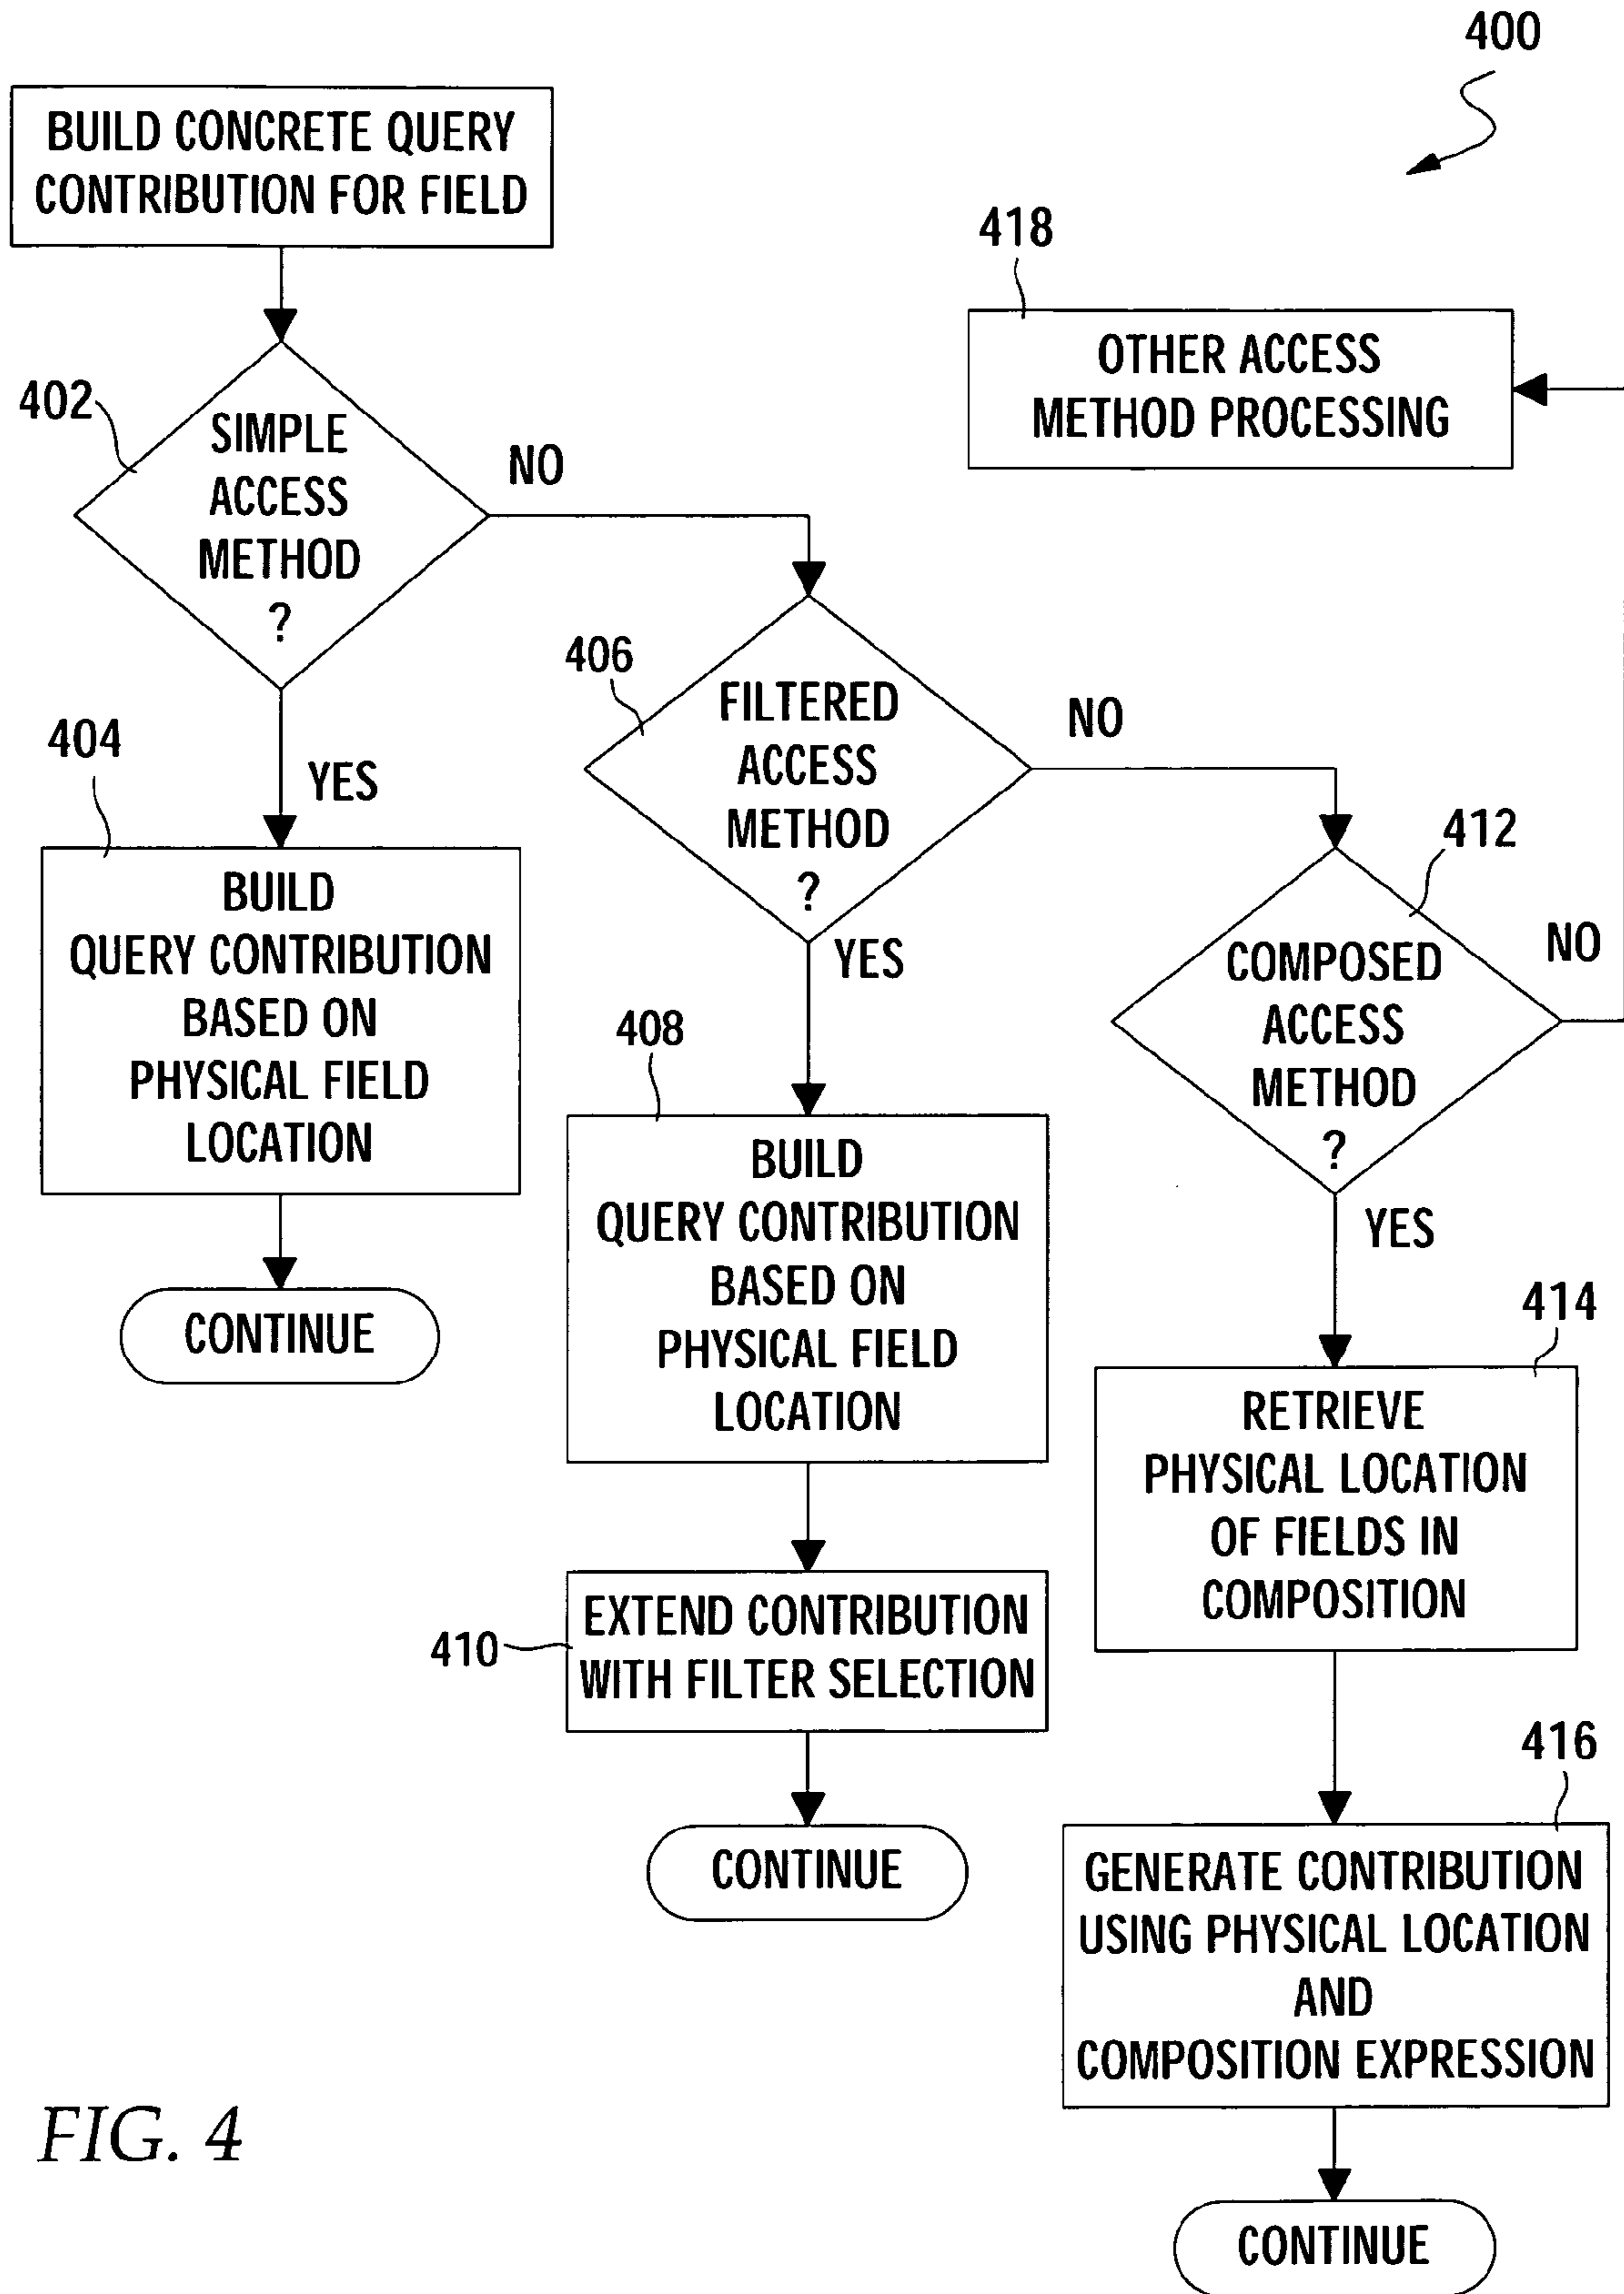 400
BUILD CONCRETE QUERY
CONTRIBUTION FOR FIELD
418
OTHER ACCESS
METHOD PROCESSING
402
SIMPLE
ACCESS
METHOD
?
NO
YES
404
BUILD
QUERY CONTRIBUTION
BASED ON
PHYSICAL FIELD
LOCATION
CONTINUE
406
FILTERED
ACCESS
METHOD
?
NO
YES
408
BUILD
QUERY CONTRIBUTION
BASED ON
PHYSICAL FIELD
LOCATION
410
EXTEND CONTRIBUTION
WITH FILTER SELECTION
CONTINUE
412
COMPOSED
ACCESS
METHOD
?
NO
YES
414
RETRIEVE
PHYSICAL LOCATION
OF FIELDS IN
COMPOSITION
416
GENERATE CONTRIBUTION
USING PHYSICAL LOCATION
AND
COMPOSITION EXPRESSION
CONTINUE
FIG. 4